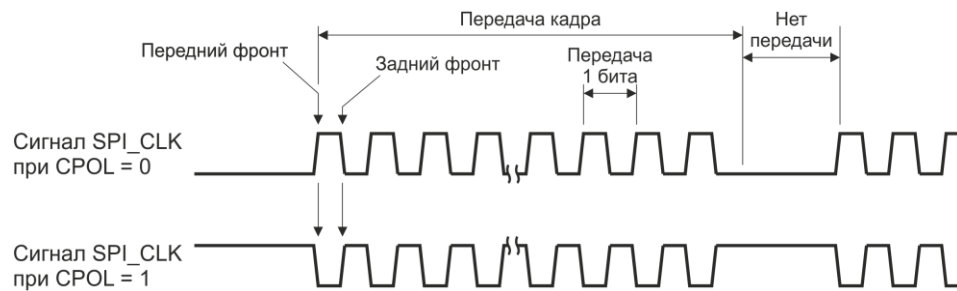 Передача кадра
Нет
передачи
Передний фронт
Задний фронт
Передача
1 бита
Сигнал SPI_CLK
при CPOL = 0
Сигнал SPI_CLK
при CPOL = 1